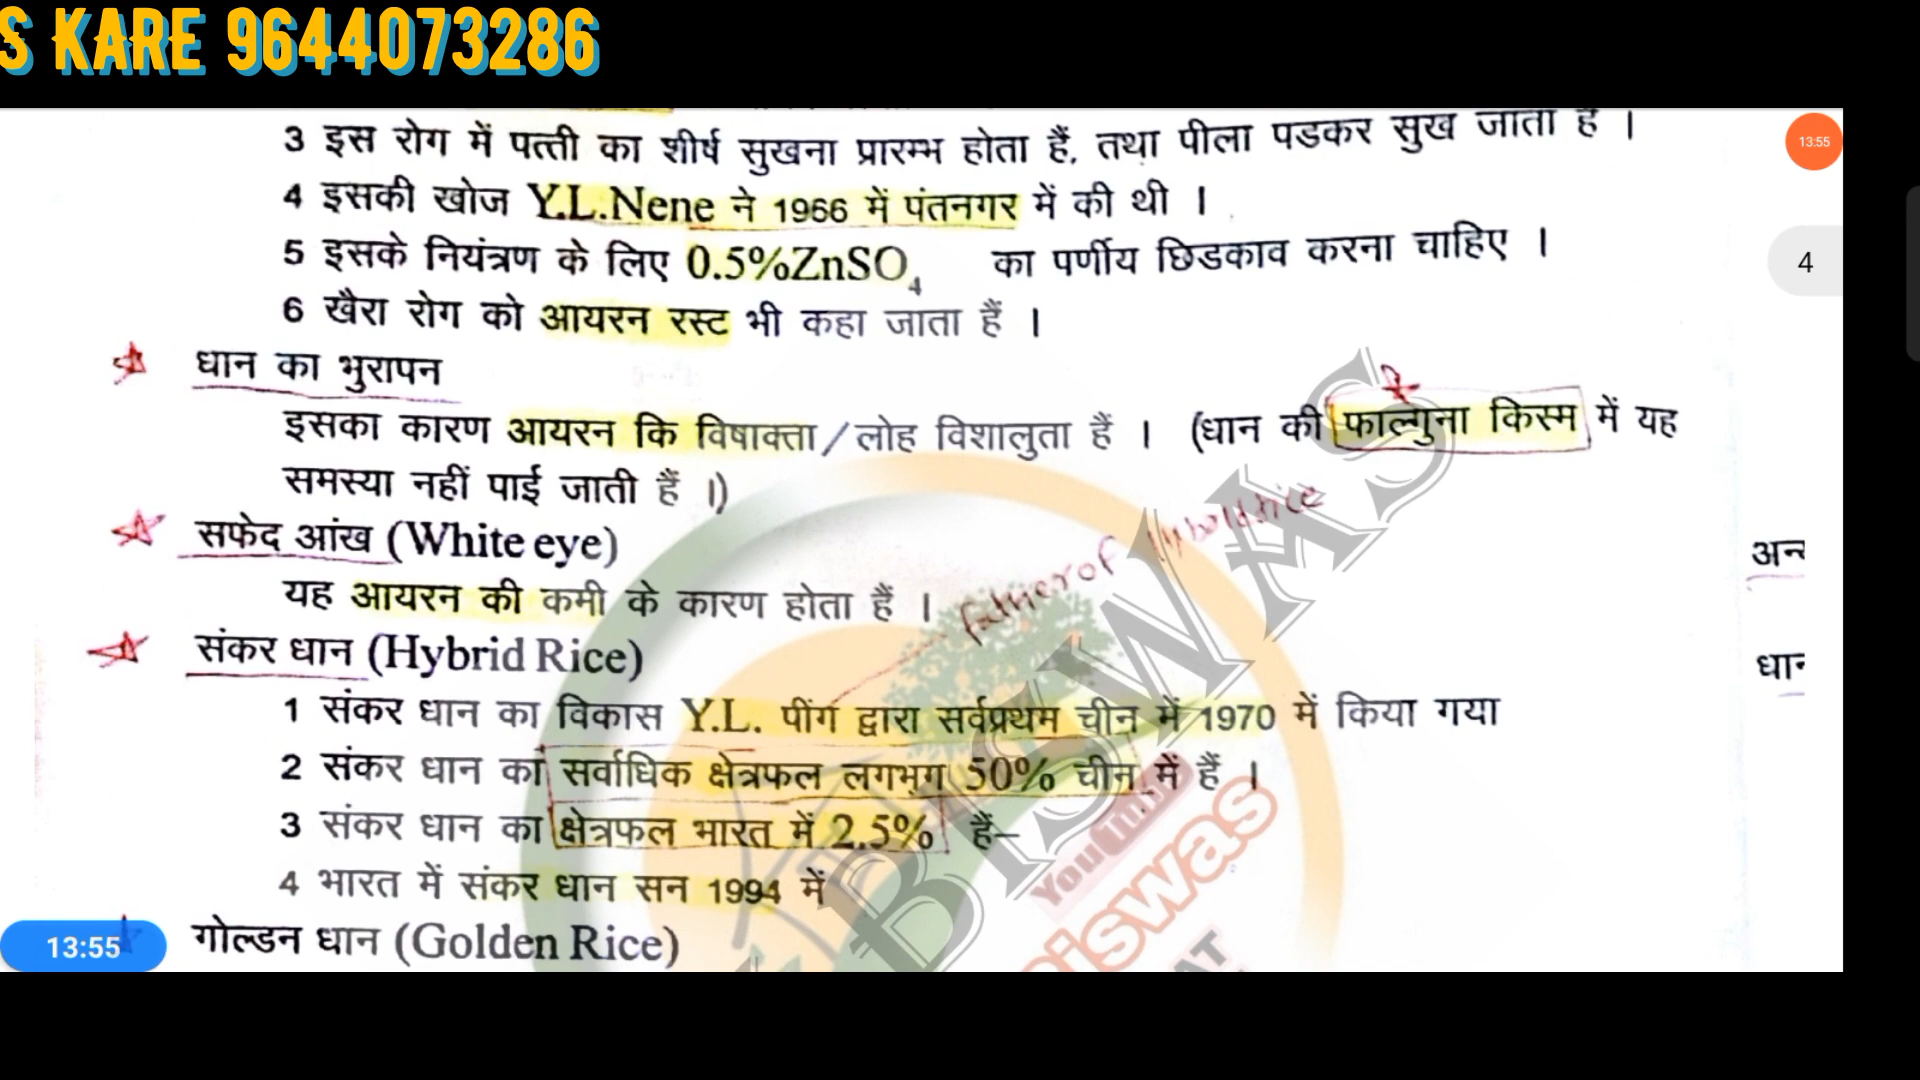 S KARE 9644073286
3 इस रोग में पत्ती का शीर्ष सुखना प्रारम्भ होता हैं, तथा पीला पडकर सुख जाता हैं ।
13:55
4 इसकी खोज Y.L.Nene ने 1966 में पंतनगर में की थी ।
5 इसके नियंत्रण के लिए 0.5%ZnSO₄ का पर्णीय छिडकाव करना चाहिए ।
4
6 खैरा रोग को आयरन रस्ट भी कहा जाता हैं ।
धान का भुरापन
इसका कारण आयरन कि विषाक्ता/लोह विशालुता हैं । (धान की फाल्गुना किस्म में यह
समस्या नहीं पाई जाती हैं ।)
सफेद आंख (White eye)
यह आयरन की कमी के कारण होता हैं ।
संकर धान (Hybrid Rice)
1 संकर धान का विकास Y.L. पींग द्वारा सर्वप्रथम चीन में 1970 में किया गया
2 संकर धान का सर्वाधिक क्षेत्रफल लगभग 50% चीन में हैं ।
3 संकर धान का क्षेत्रफल भारत में 2.5% हैं–
4 भारत में संकर धान सन 1994 में
13:55
गोल्डन धान (Golden Rice)
BISWAS
YouTube